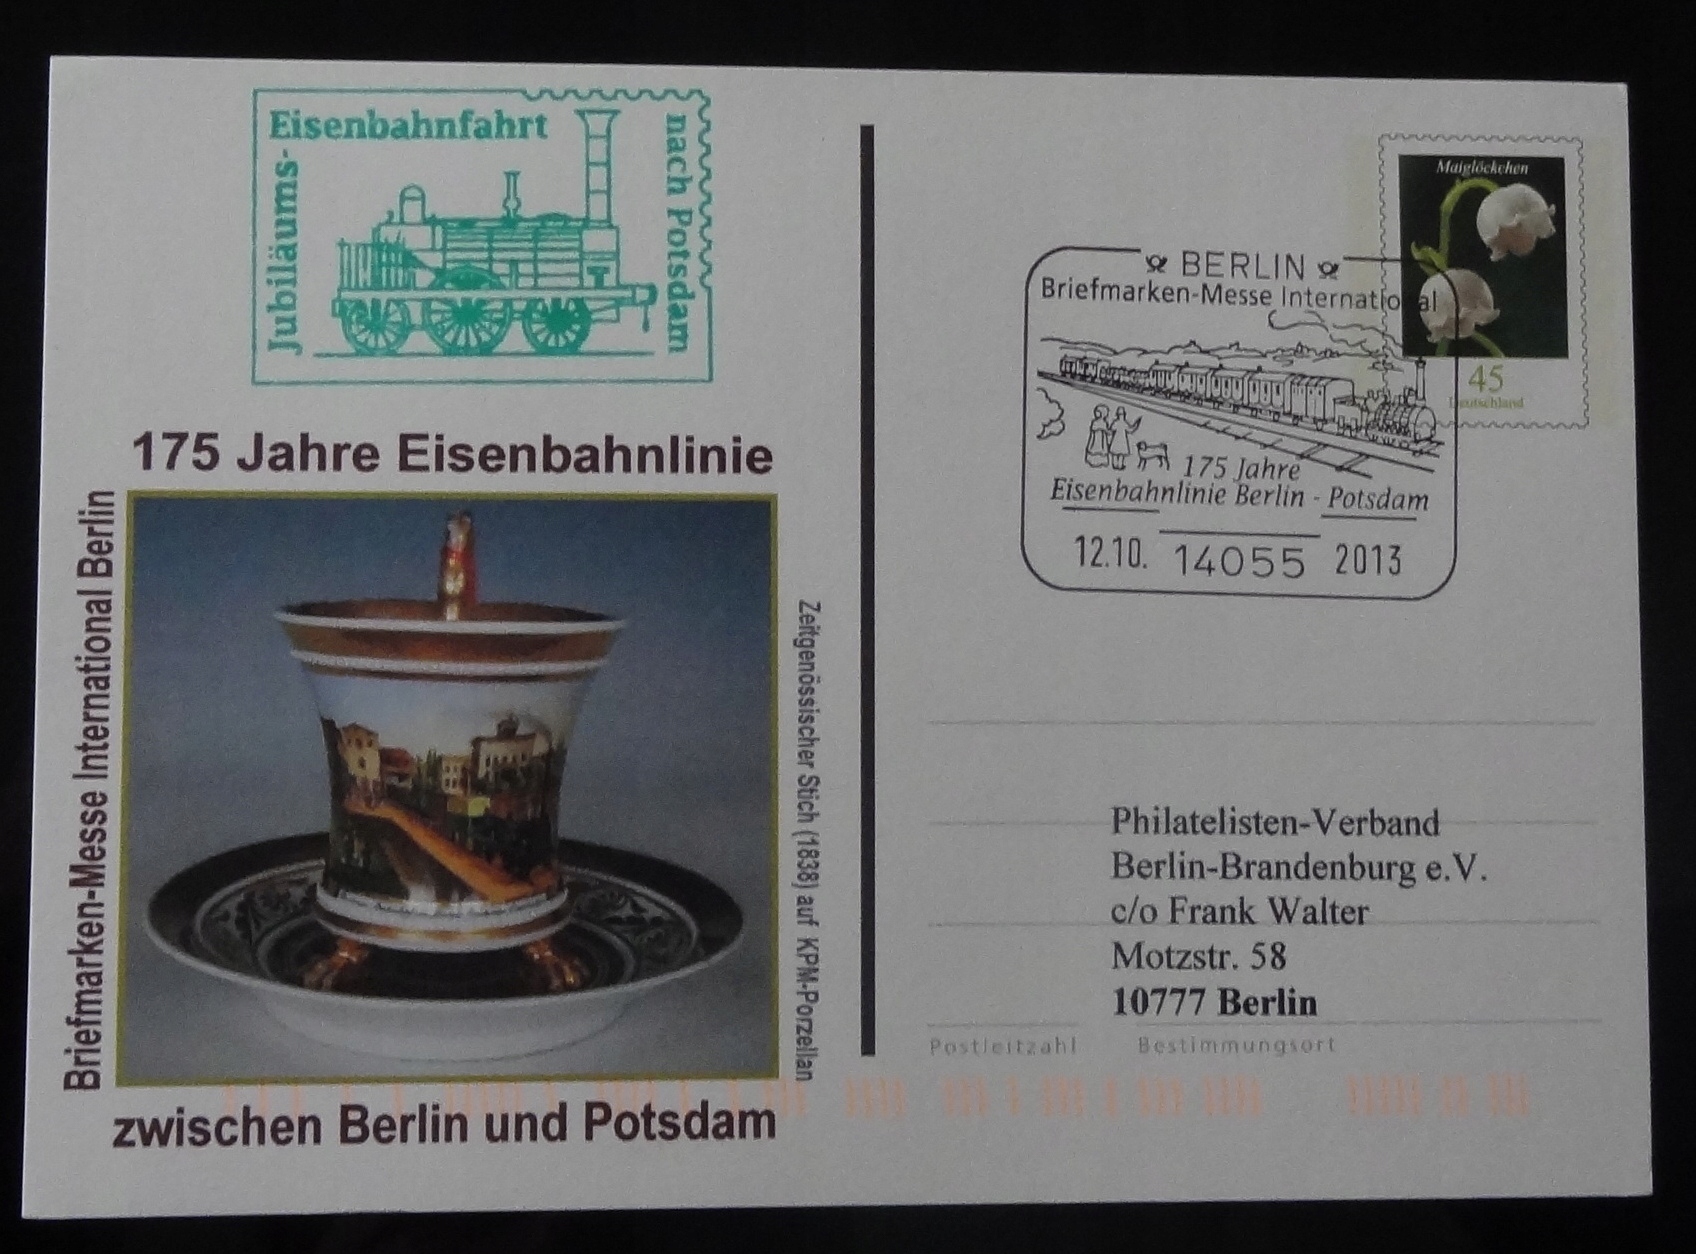 Jubiläums-
Eisenbahnfahrt
nach Potsdam
175 Jahre Eisenbahnlinie
Briefmarken-Messe International Berlin
Zeitgenössischer Stich (1838) auf KPM-Porzellan
zwischen Berlin und Potsdam
Maiglöckchen
45
Deutschland
BERLIN
Briefmarken-Messe International
175 Jahre
Eisenbahnlinie Berlin - Potsdam
12.10. 14055 2013
Philatelisten-Verband
Berlin-Brandenburg e.V.
c/o Frank Walter
Motzstr. 58
10777 Berlin
Postleitzahl Bestimmungsort